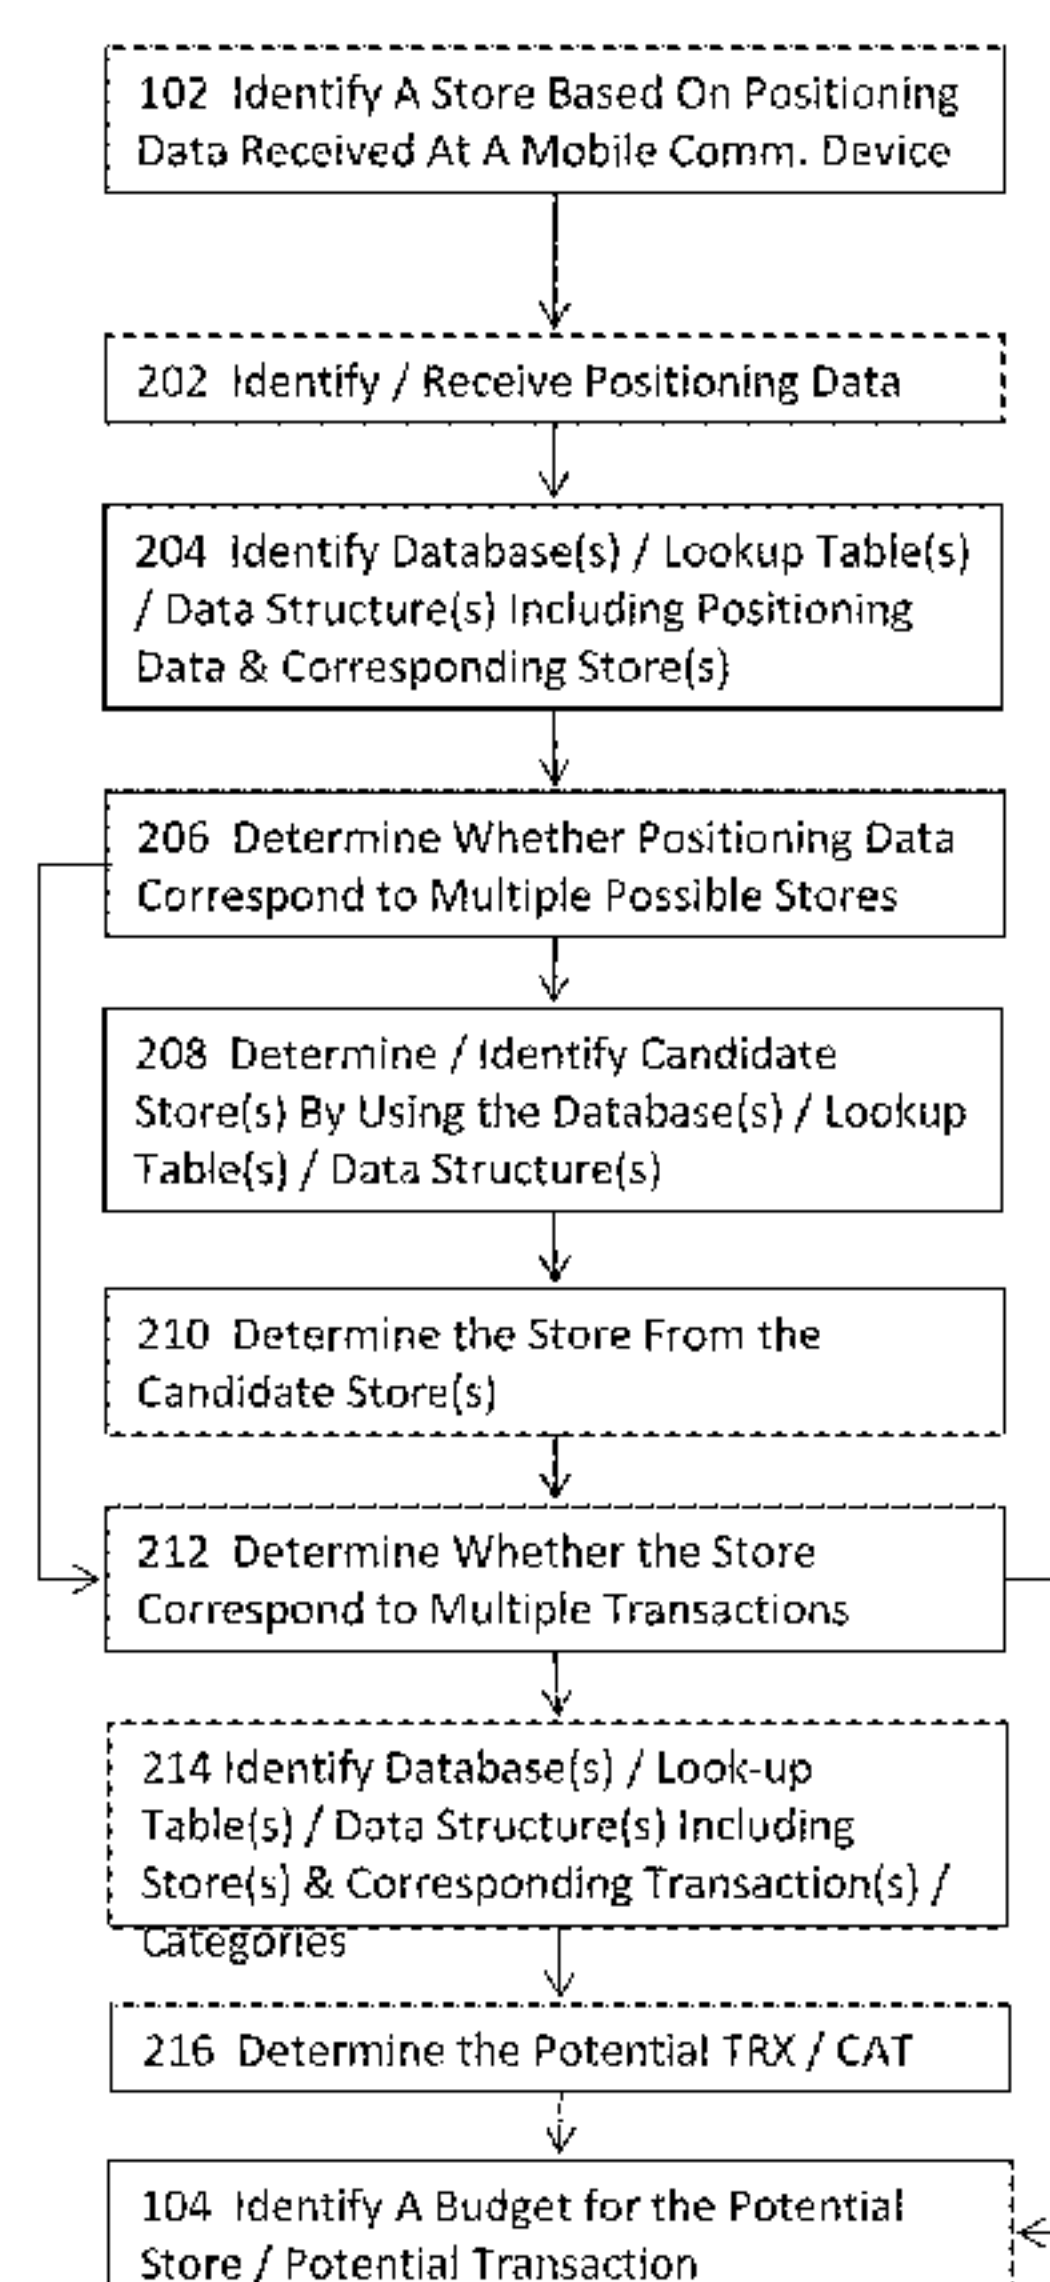 102 Identify A Store Based On Positioning
Data Received At A Mobile Comm. Device
202 Identify / Receive Positioning Data
204 Identify Database(s) / Lookup Table(s)
/ Data Structure(s) Including Positioning
Data & Corresponding Store(s)
206 Determine Whether Positioning Data
Correspond to Multiple Possible Stores
208 Determine / Identify Candidate
Store(s) By Using the Database(s) / Lookup
Table(s) / Data Structure(s)
210 Determine the Store From the
Candidate Store(s)
212 Determine Whether the Store
Correspond to Multiple Transactions
214 Identify Database(s) / Look-up
Table(s) / Data Structure(s) Including
Store(s) & Corresponding Transaction(s) /
Categories
216 Determine the Potential TRX / CAT
104 Identify A Budget for the Potential
Store / Potential Transaction